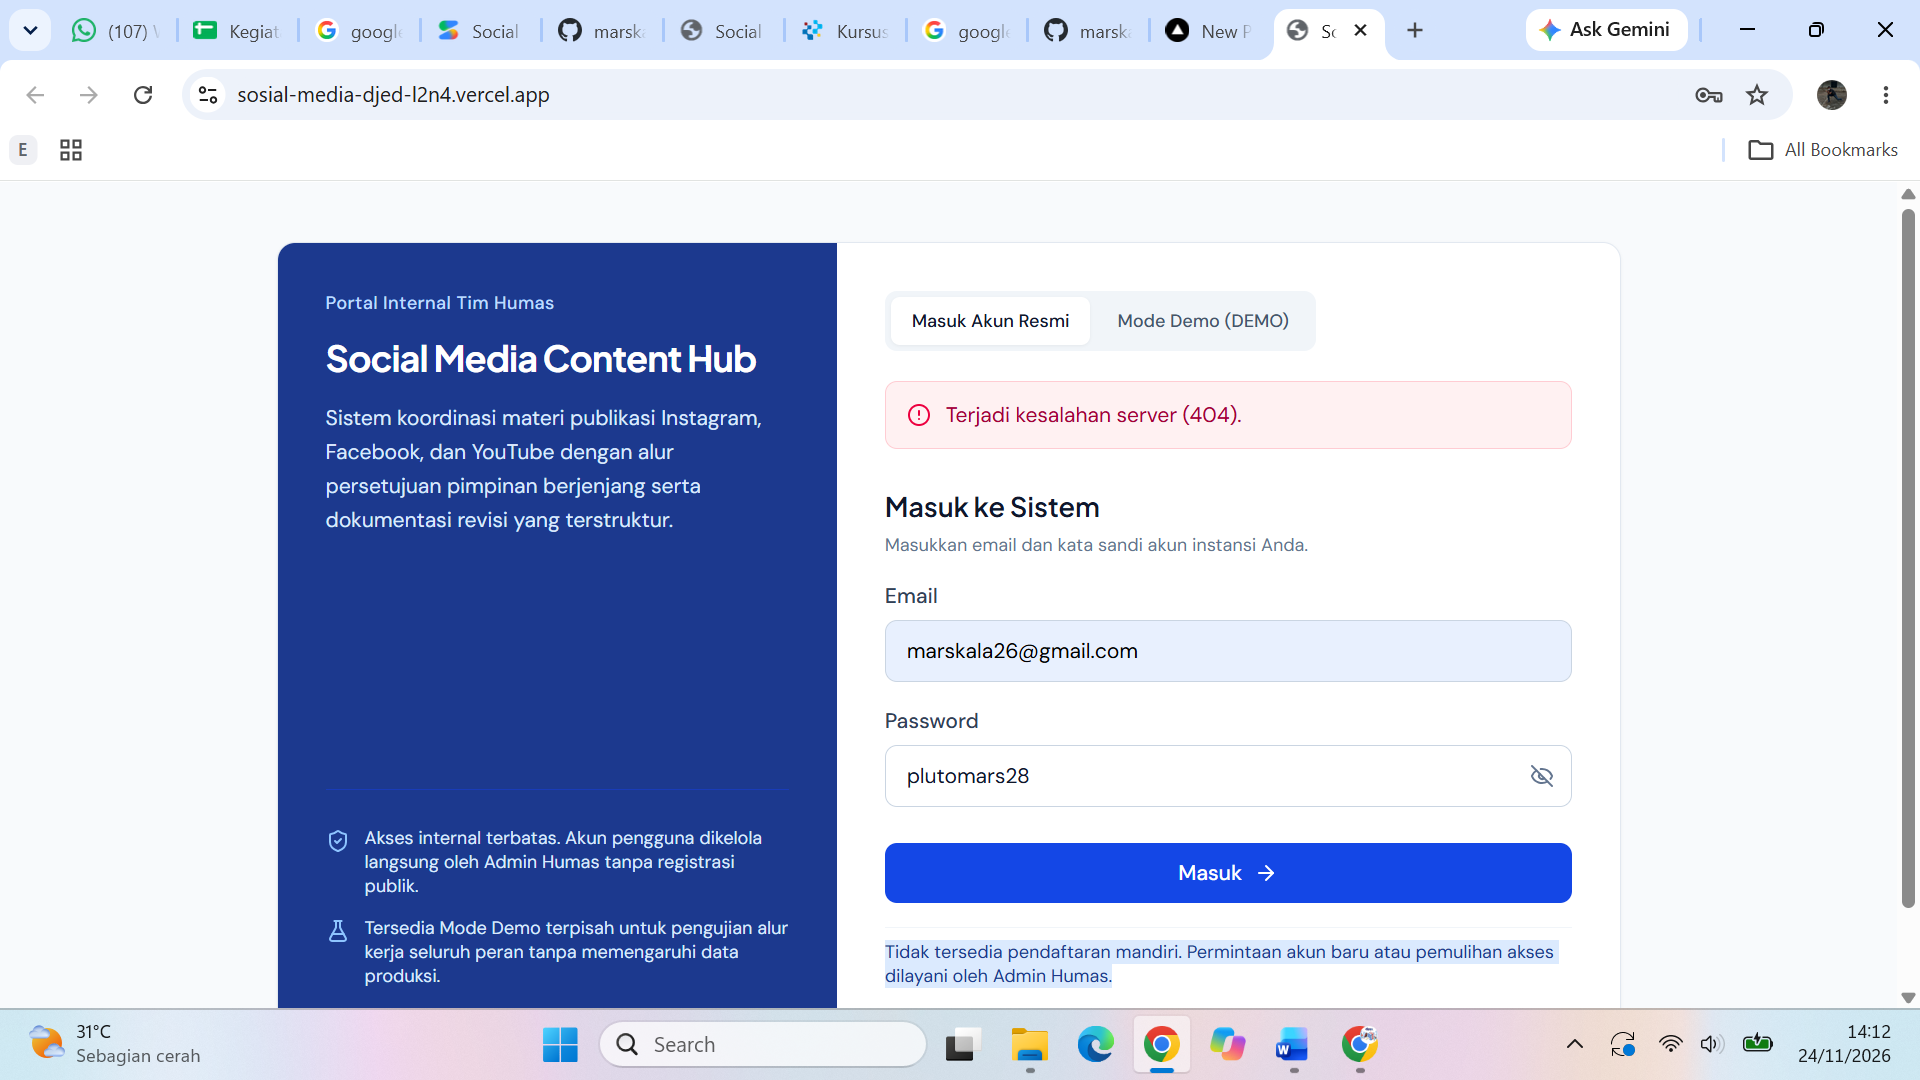 (107) W
Kegiat
google
Social
marska
Social
Kursus
google
marska
New P
So
Ask Gemini
sosial-media-djed-l2n4.vercel.app
E
All Bookmarks
Portal Internal Tim Humas
Social Media Content Hub
Sistem koordinasi materi publikasi Instagram,
Facebook, dan YouTube dengan alur
persetujuan pimpinan berjenjang serta
dokumentasi revisi yang terstruktur.
Akses internal terbatas. Akun pengguna dikelola
langsung oleh Admin Humas tanpa registrasi
publik.
Tersedia Mode Demo terpisah untuk pengujian alur
kerja seluruh peran tanpa memengaruhi data
produksi.
Masuk Akun Resmi
Mode Demo (DEMO)
Terjadi kesalahan server (404).
Masuk ke Sistem
Masukkan email dan kata sandi akun instansi Anda.
Email
marskala26@gmail.com
Password
plutomars28
Masuk
Tidak tersedia pendaftaran mandiri. Permintaan akun baru atau pemulihan akses
dilayani oleh Admin Humas.
31°C
Sebagian cerah
Search
14:12
24/11/2026